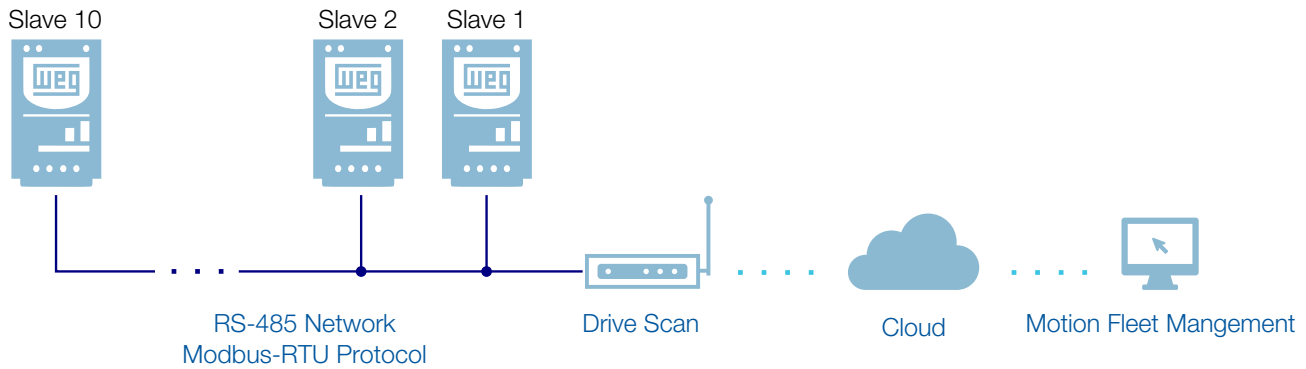 Slave 10
Slave 2
Slave 1
weg
weg
weg
RS-485 Network
Modbus-RTU Protocol
Drive Scan
Cloud
Motion Fleet Mangement